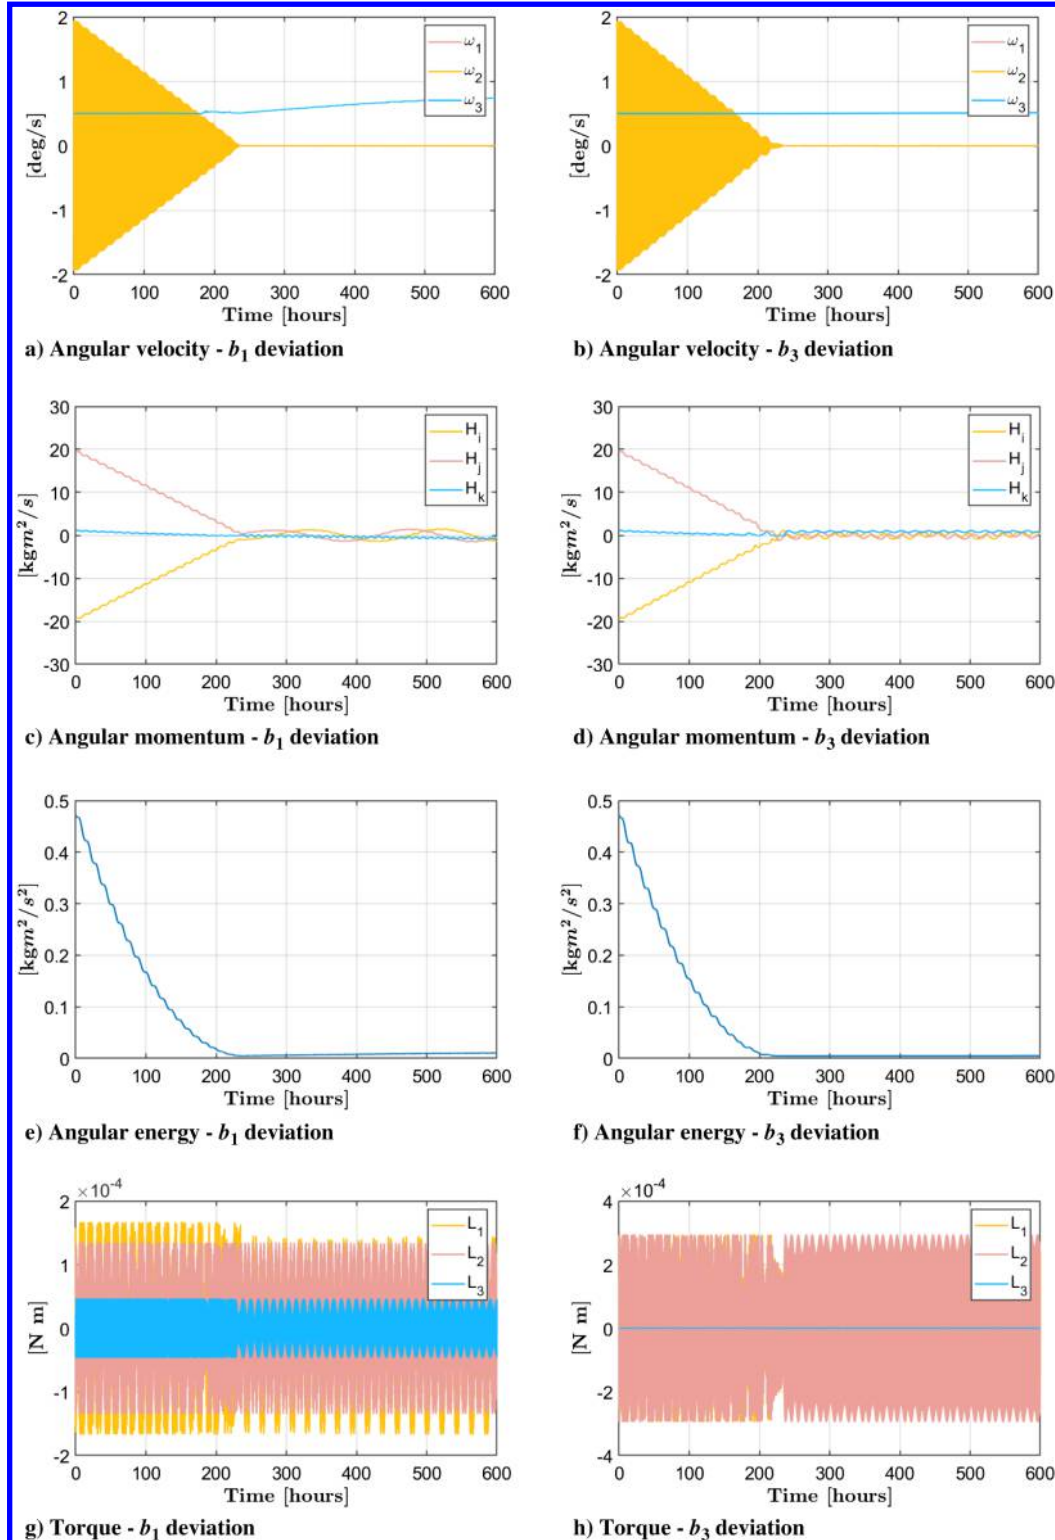 2
1
0
-1
-2
[deg/s]
ω1
ω2
ω3
0 100 200 300 400 500 600
Time [hours]
a) Angular velocity - b1 deviation
2
1
0
-1
-2
[deg/s]
ω1
ω2
ω3
0 100 200 300 400 500 600
Time [hours]
b) Angular velocity - b3 deviation
30
20
10
0
-10
-20
-30
[kgm²/s]
Hi
Hj
Hk
0 100 200 300 400 500 600
Time [hours]
c) Angular momentum - b1 deviation
30
20
10
0
-10
-20
-30
[kgm²/s]
Hi
Hj
Hk
0 100 200 300 400 500 600
Time [hours]
d) Angular momentum - b3 deviation
0.5
0.4
0.3
0.2
0.1
0
[kgm²/s²]
0 100 200 300 400 500 600
Time [hours]
e) Angular energy - b1 deviation
0.5
0.4
0.3
0.2
0.1
0
[kgm²/s²]
0 100 200 300 400 500 600
Time [hours]
f) Angular energy - b3 deviation
×10⁻⁴
2
1
0
-1
-2
[N m]
L1
L2
L3
0 100 200 300 400 500 600
Time [hours]
g) Torque - b1 deviation
×10⁻⁴
4
2
0
-2
-4
[N m]
L1
L2
L3
0 100 200 300 400 500 600
Time [hours]
h) Torque - b3 deviation